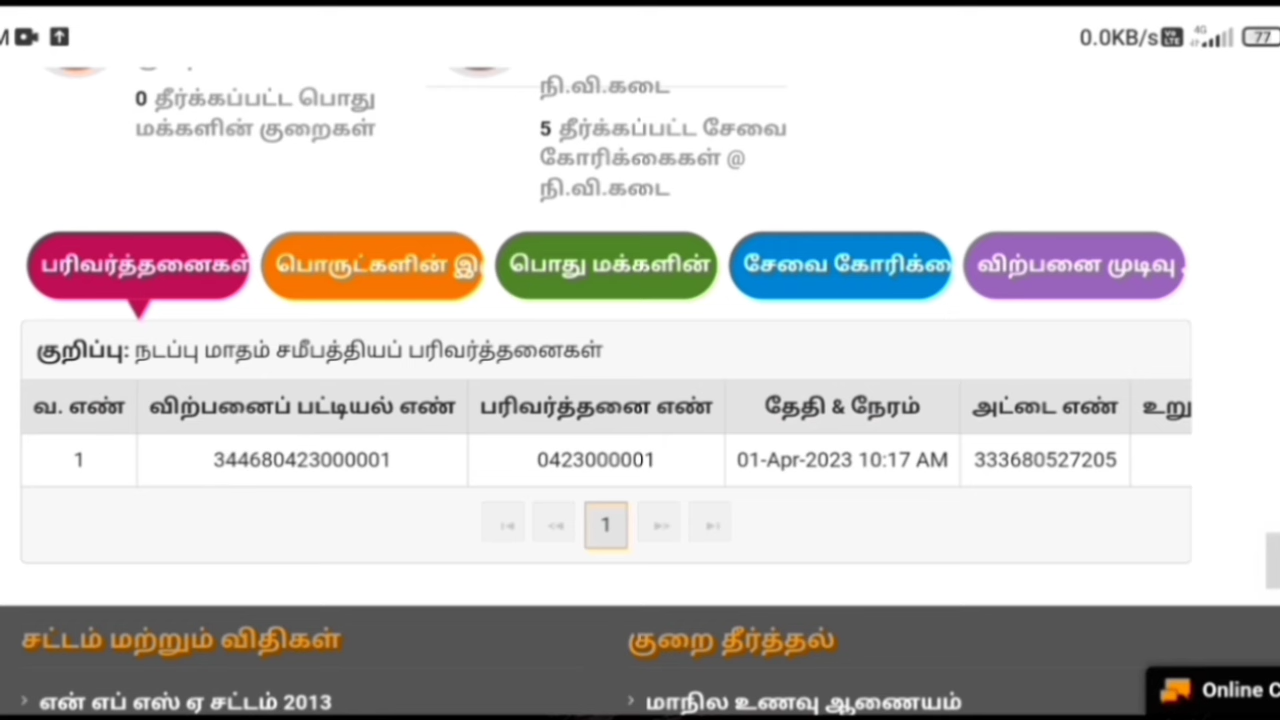 0.0KB/s 4G 77
0 தீர்க்கப்பட்ட பொது
மக்களின் குறைகள்
நி.வி.கடை
5 தீர்க்கப்பட்ட சேவை
கோரிக்கைகள் @
நி.வி.கடை
பரிவர்த்தனைகள் பொருட்களின் பொது மக்களின் சேவை விற்பனை முடிவு
குறிப்பு: நடப்பு மாதம் சமீபத்தியப் பரிவர்த்தனைகள்
வ. எண் விற்பனைப் பட்டியல் எண் பரிவர்த்தனை எண் தேதி & நேரம் அட்டை எண்
1 344680423000001 0423000001 01-Apr-2023 10:17 AM 333680527205
1
சட்டம் மற்றும் விதிகள் குறை தீர்த்தல்
என் எப் எஸ் ஏ சட்டம் 2013 மாநில உணவு ஆணையம்
Online